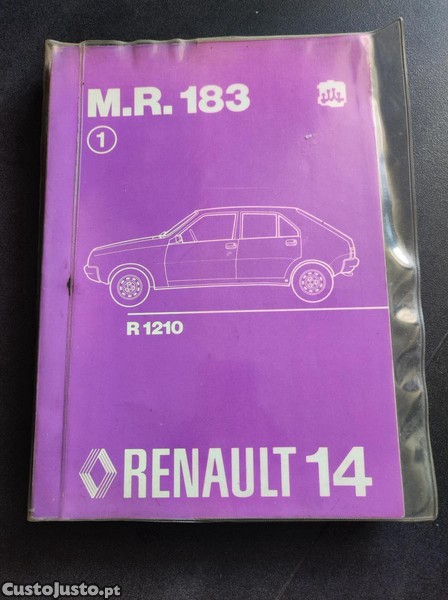 M.R. 183
1
R 1210
RENAULT 14
CustoJusto.pt